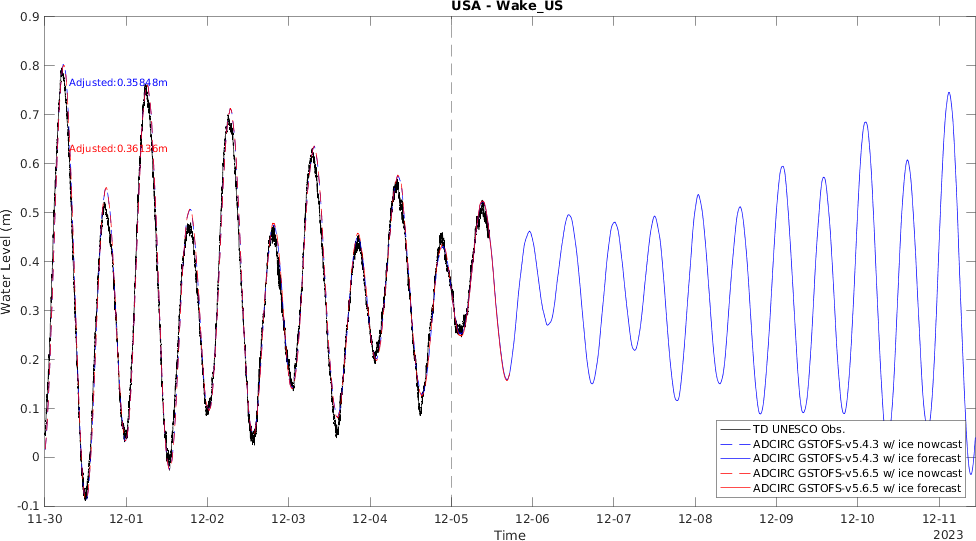 USA - Wake_US
0.9
0.8
0.7
0.6
0.5
0.4
0.3
0.2
0.1
0
-0.1
Water Level (m)
Adjusted:0.35848m
Adjusted:0.36136m
TD UNESCO Obs.
ADCIRC GSTOFS-v5.4.3 w/ ice nowcast
ADCIRC GSTOFS-v5.4.3 w/ ice forecast
ADCIRC GSTOFS-v5.6.5 w/ ice nowcast
ADCIRC GSTOFS-v5.6.5 w/ ice forecast
11-30 12-01 12-02 12-03 12-04 12-05 12-06 12-07 12-08 12-09 12-10 12-11
Time
2023